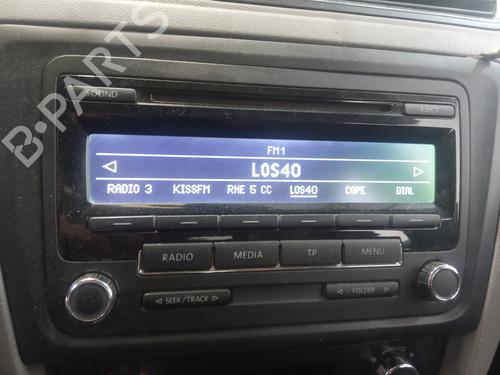 SOUND
EJECT
FM1
LOS40
RADIO 3 KISSFM RNE 5 CC LOS40 COPE DIAL
RADIO MEDIA TP MENU
SEEK/TRACK FOLDER
B-PARTS